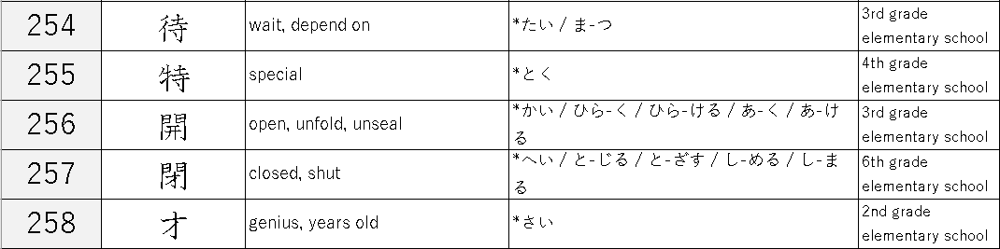 254 待 wait, depend on *たい / ま-つ 3rd grade
elementary school
255 特 special *とく 4th grade
elementary school
256 開 open, unfold, unseal *かい / ひら-く / ひら-ける / あ-く / あ-け
る 3rd grade
elementary school
257 閉 closed, shut *へい / と-じる / と-ざす / し-める / し-ま
る 6th grade
elementary school
258 才 genius, years old *さい 2nd grade
elementary school